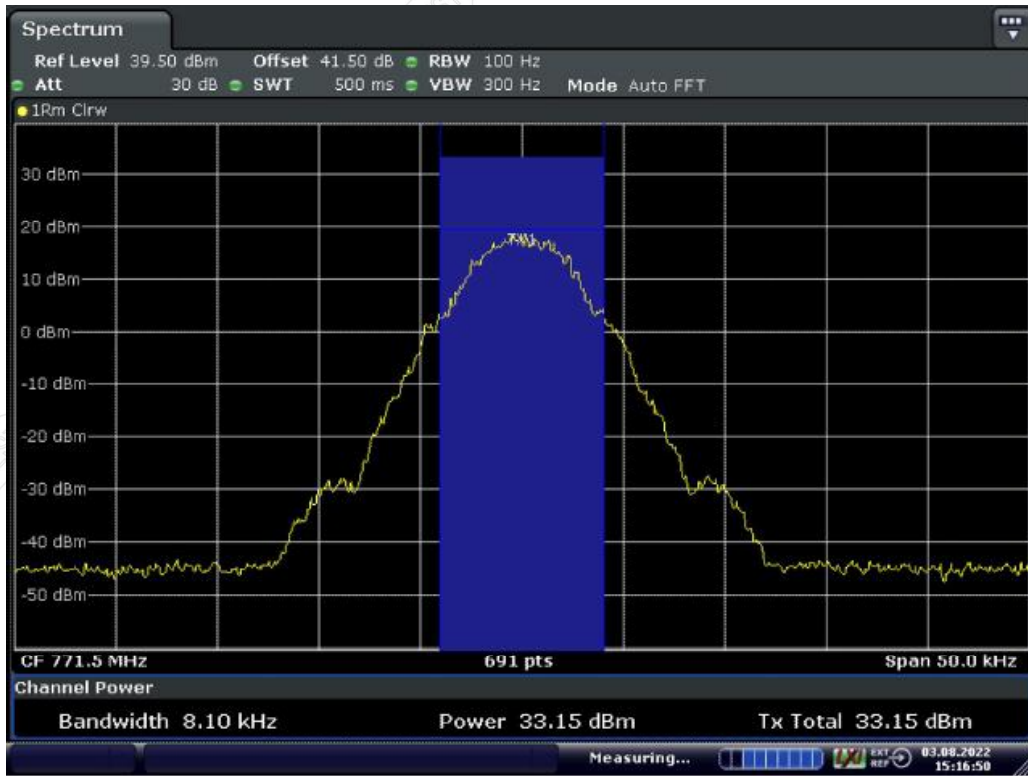 Spectrum
Ref Level 39.50 dBm Offset 41.50 dB RBW 100 Hz
Att 30 dB SWT 500 ms VBW 300 Hz Mode Auto FFT
1Rm Clrw
30 dBm
20 dBm
10 dBm
0 dBm
-10 dBm
-20 dBm
-30 dBm
-40 dBm
-50 dBm
CF 771.5 MHz 691 pts Span 50.0 kHz
Channel Power
Bandwidth 8.10 kHz Power 33.15 dBm Tx Total 33.15 dBm
Measuring... EXT REF 03.08.2022
15:16:50